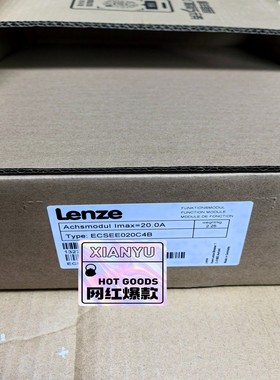 Lenze
Achsmodul Imax=20.0A
Type: ECSEE020C4B
FUNKTIONSMODUL
FUNCTION MODULE
MODULE DE FONCTION
XIANYU
HOT GOODS
网红爆款